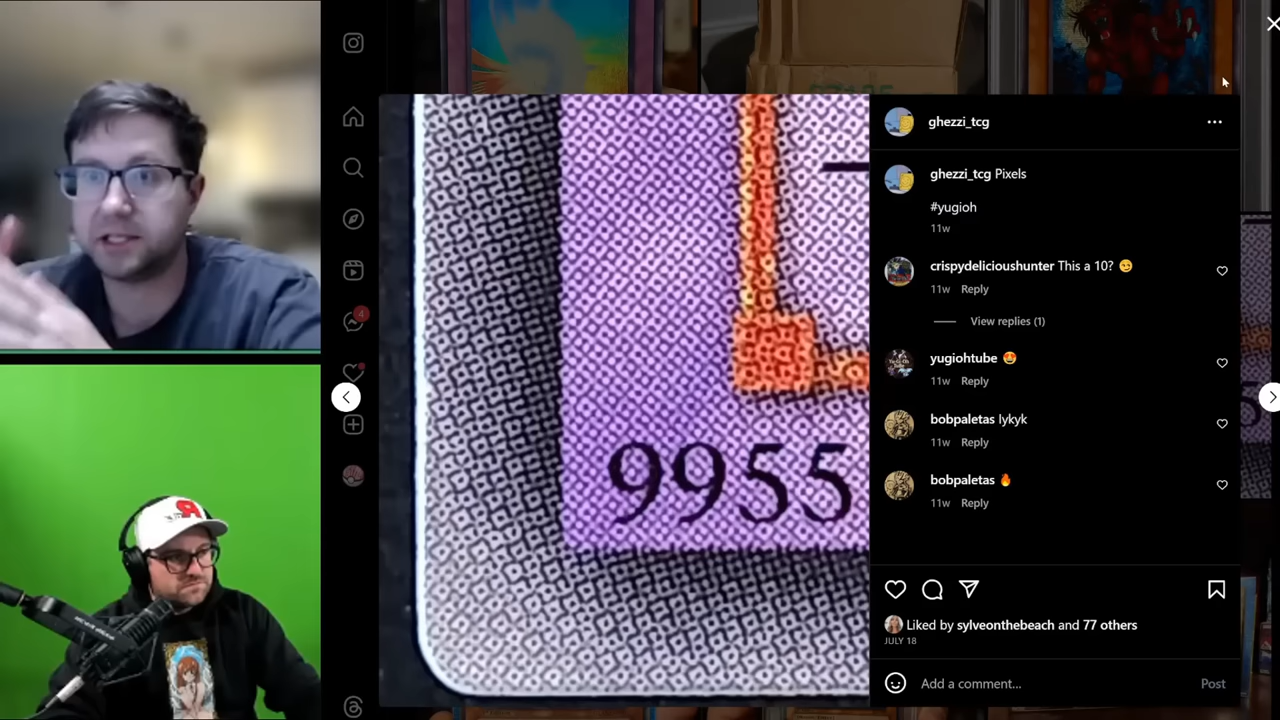 ghezzi_tcg
ghezzi_tcg Pixels
#yugioh
11w
crispydelicioushunter This a 10? 😏
11w Reply
View replies (1)
yugiohtube 😍
11w Reply
bobpaletas lykyk
11w Reply
bobpaletas 🔥
11w Reply
Liked by sylveonthebeach and 77 others
JULY 18
Add a comment... Post
4
9955